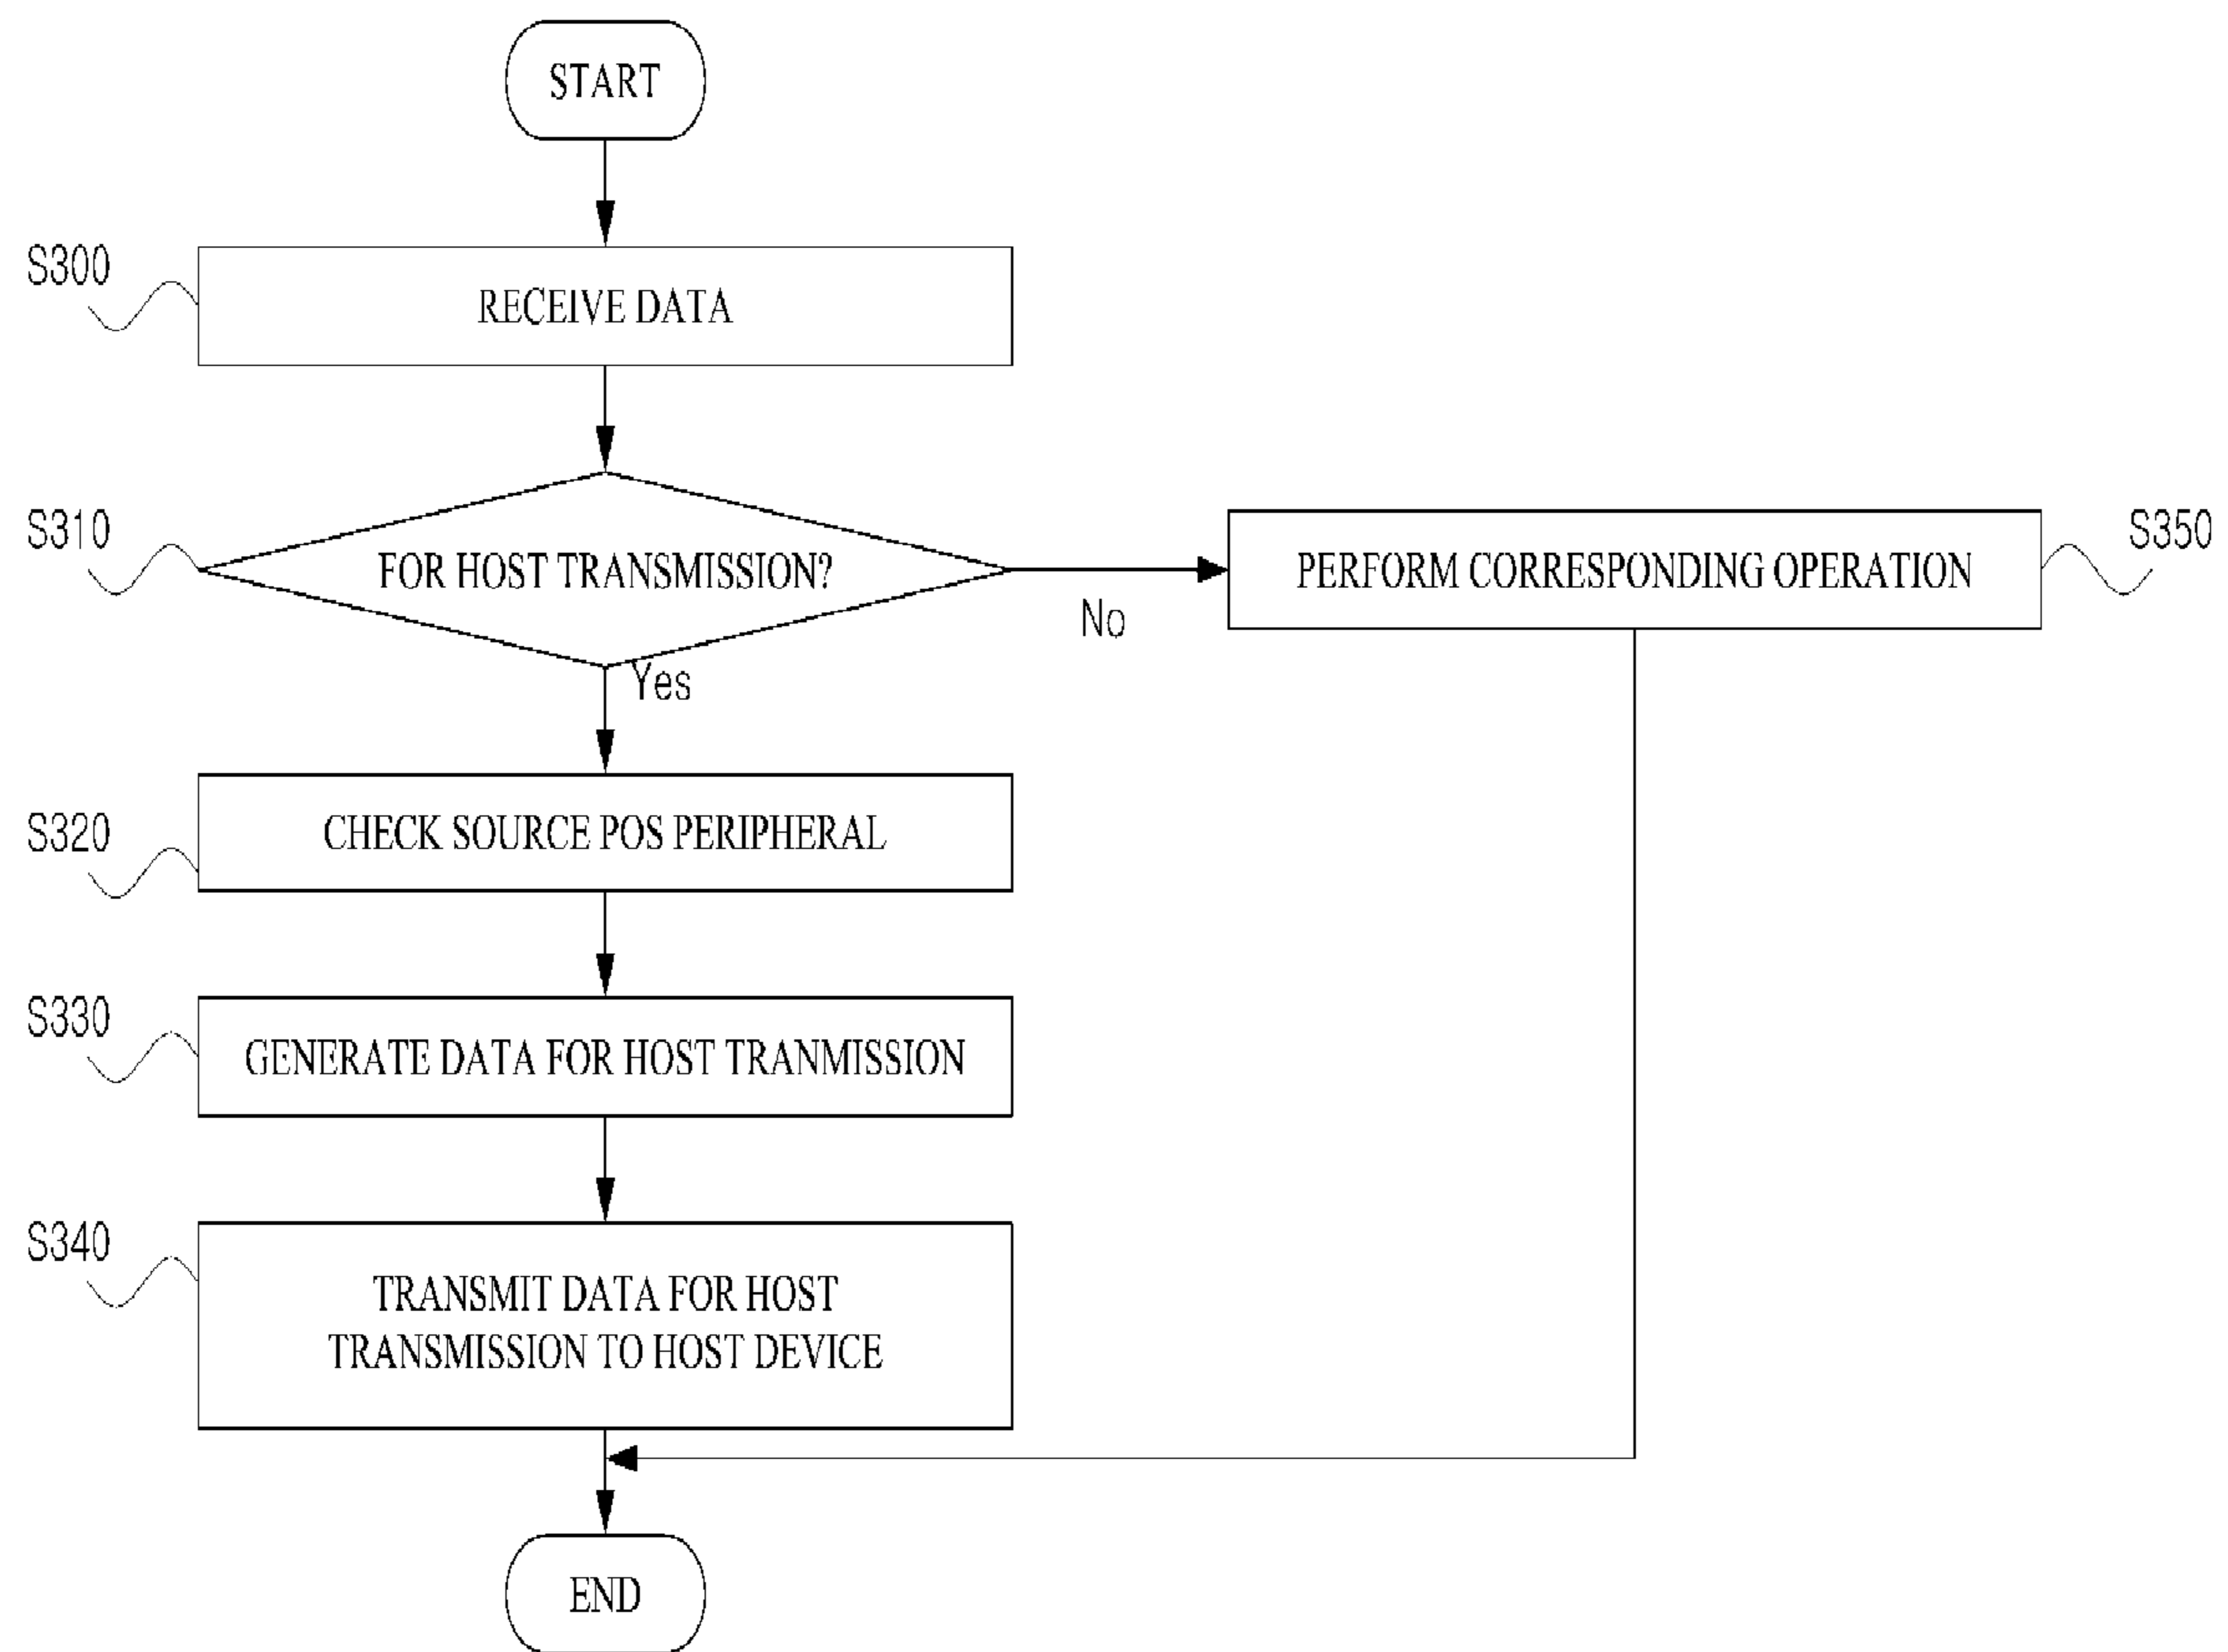 START
S300
RECEIVE DATA
S310
FOR HOST TRANSMISSION?
No
PERFORM CORRESPONDING OPERATION
S350
Yes
S320
CHECK SOURCE POS PERIPHERAL
S330
GENERATE DATA FOR HOST TRANMISSION
S340
TRANSMIT DATA FOR HOST
TRANSMISSION TO HOST DEVICE
END